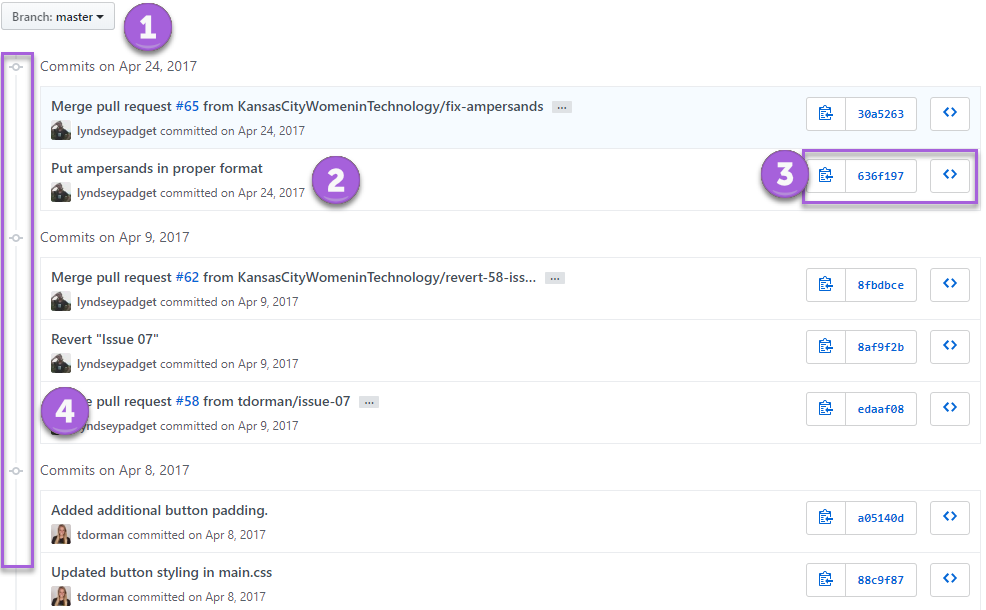 Branch: master
1
Commits on Apr 24, 2017
Merge pull request #65 from KansasCityWomeninTechnology/fix-ampersands ...
30a5263
lyndseypadget committed on Apr 24, 2017
Put ampersands in proper format
2
3
636f197
lyndseypadget committed on Apr 24, 2017
Commits on Apr 9, 2017
Merge pull request #62 from KansasCityWomeninTechnology/revert-58-iss... ...
8fbdbce
lyndseypadget committed on Apr 9, 2017
Revert "Issue 07"
8af9f2b
lyndseypadget committed on Apr 9, 2017
4
pull request #58 from tdorman/issue-07 ...
edaaf08
lyndseypadget committed on Apr 9, 2017
Commits on Apr 8, 2017
Added additional button padding.
a05140d
tdorman committed on Apr 8, 2017
Updated button styling in main.css
88c9f87
tdorman committed on Apr 8, 2017